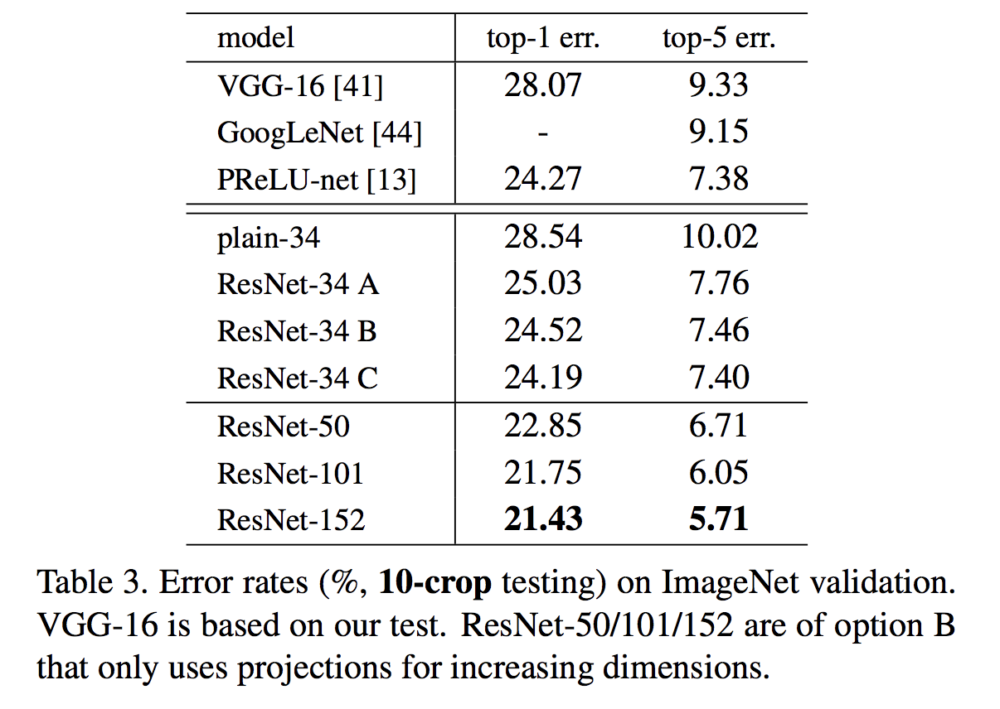 model top-1 err. top-5 err.
VGG-16 [41] 28.07 9.33
GoogLeNet [44] - 9.15
PReLU-net [13] 24.27 7.38
plain-34 28.54 10.02
ResNet-34 A 25.03 7.76
ResNet-34 B 24.52 7.46
ResNet-34 C 24.19 7.40
ResNet-50 22.85 6.71
ResNet-101 21.75 6.05
ResNet-152 21.43 5.71
Table 3. Error rates (%, 10-crop testing) on ImageNet validation.
VGG-16 is based on our test. ResNet-50/101/152 are of option B
that only uses projections for increasing dimensions.